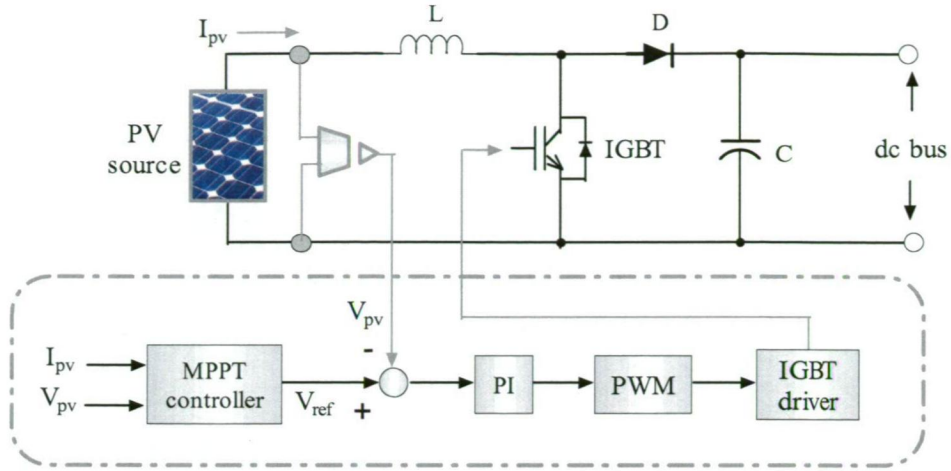 I_pv
L
D
PV
source
IGBT
C
dc bus
V_pv
-
I_pv
V_pv
MPPT
controller
V_ref
+
PI
PWM
IGBT
driver